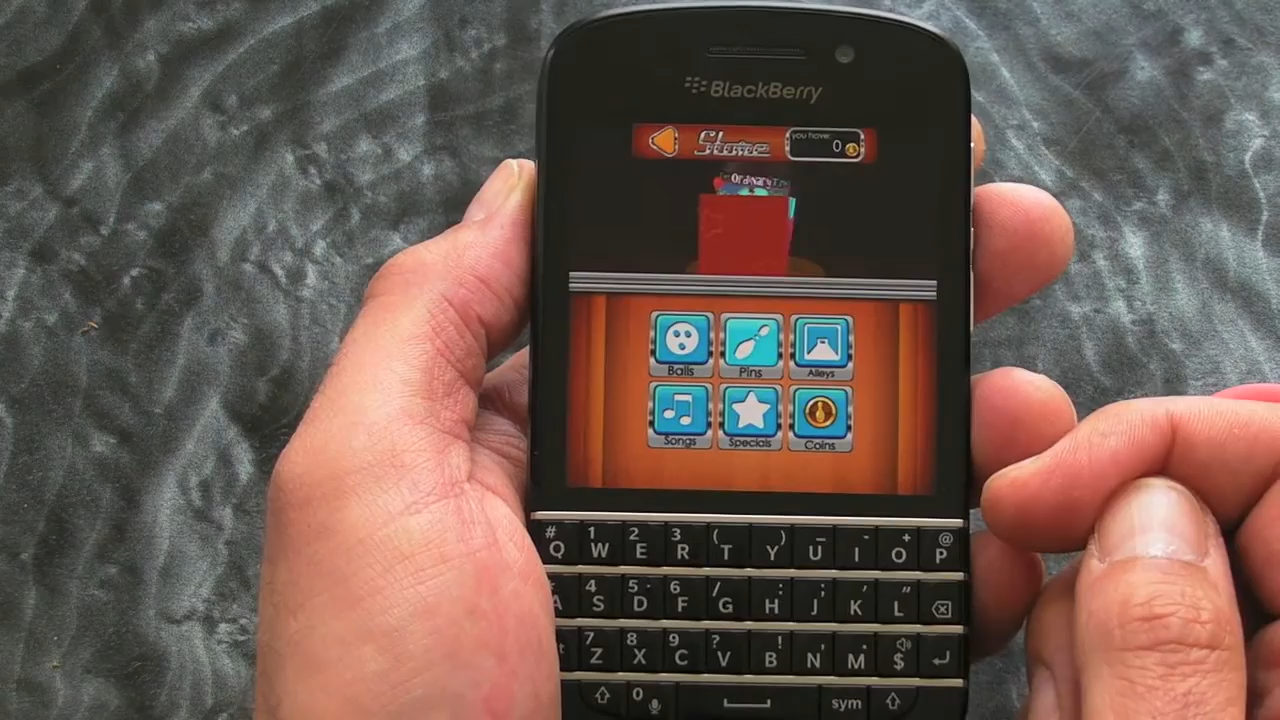 BlackBerry
Store
you have:
0
Ordinary
Balls
Pins
Alleys
Songs
Specials
Coins
# 1 2 3 ( ) _ - + @
Q W E R T Y U I O P
4 5 6 / : ; ' "
A S D F G H J K L
7 8 9 ? ! ,
Z X C V B N M $
0
sym